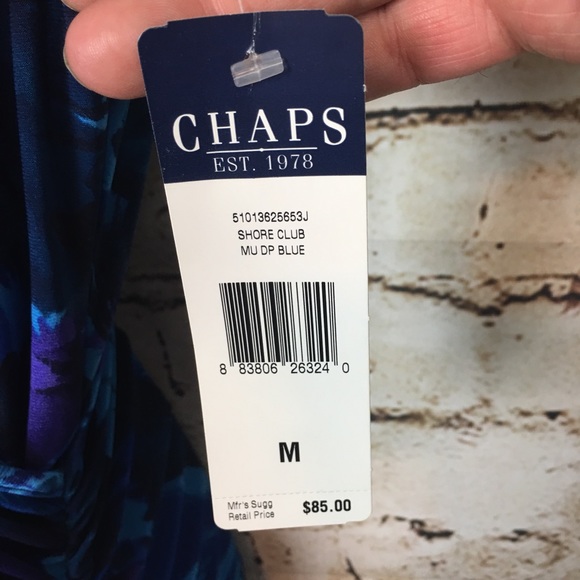 CHAPS
EST. 1978
51013625653J
SHORE CLUB
MU DP BLUE
8 83806 26324 0
M
Mfr's Sugg
Retail Price $85.00